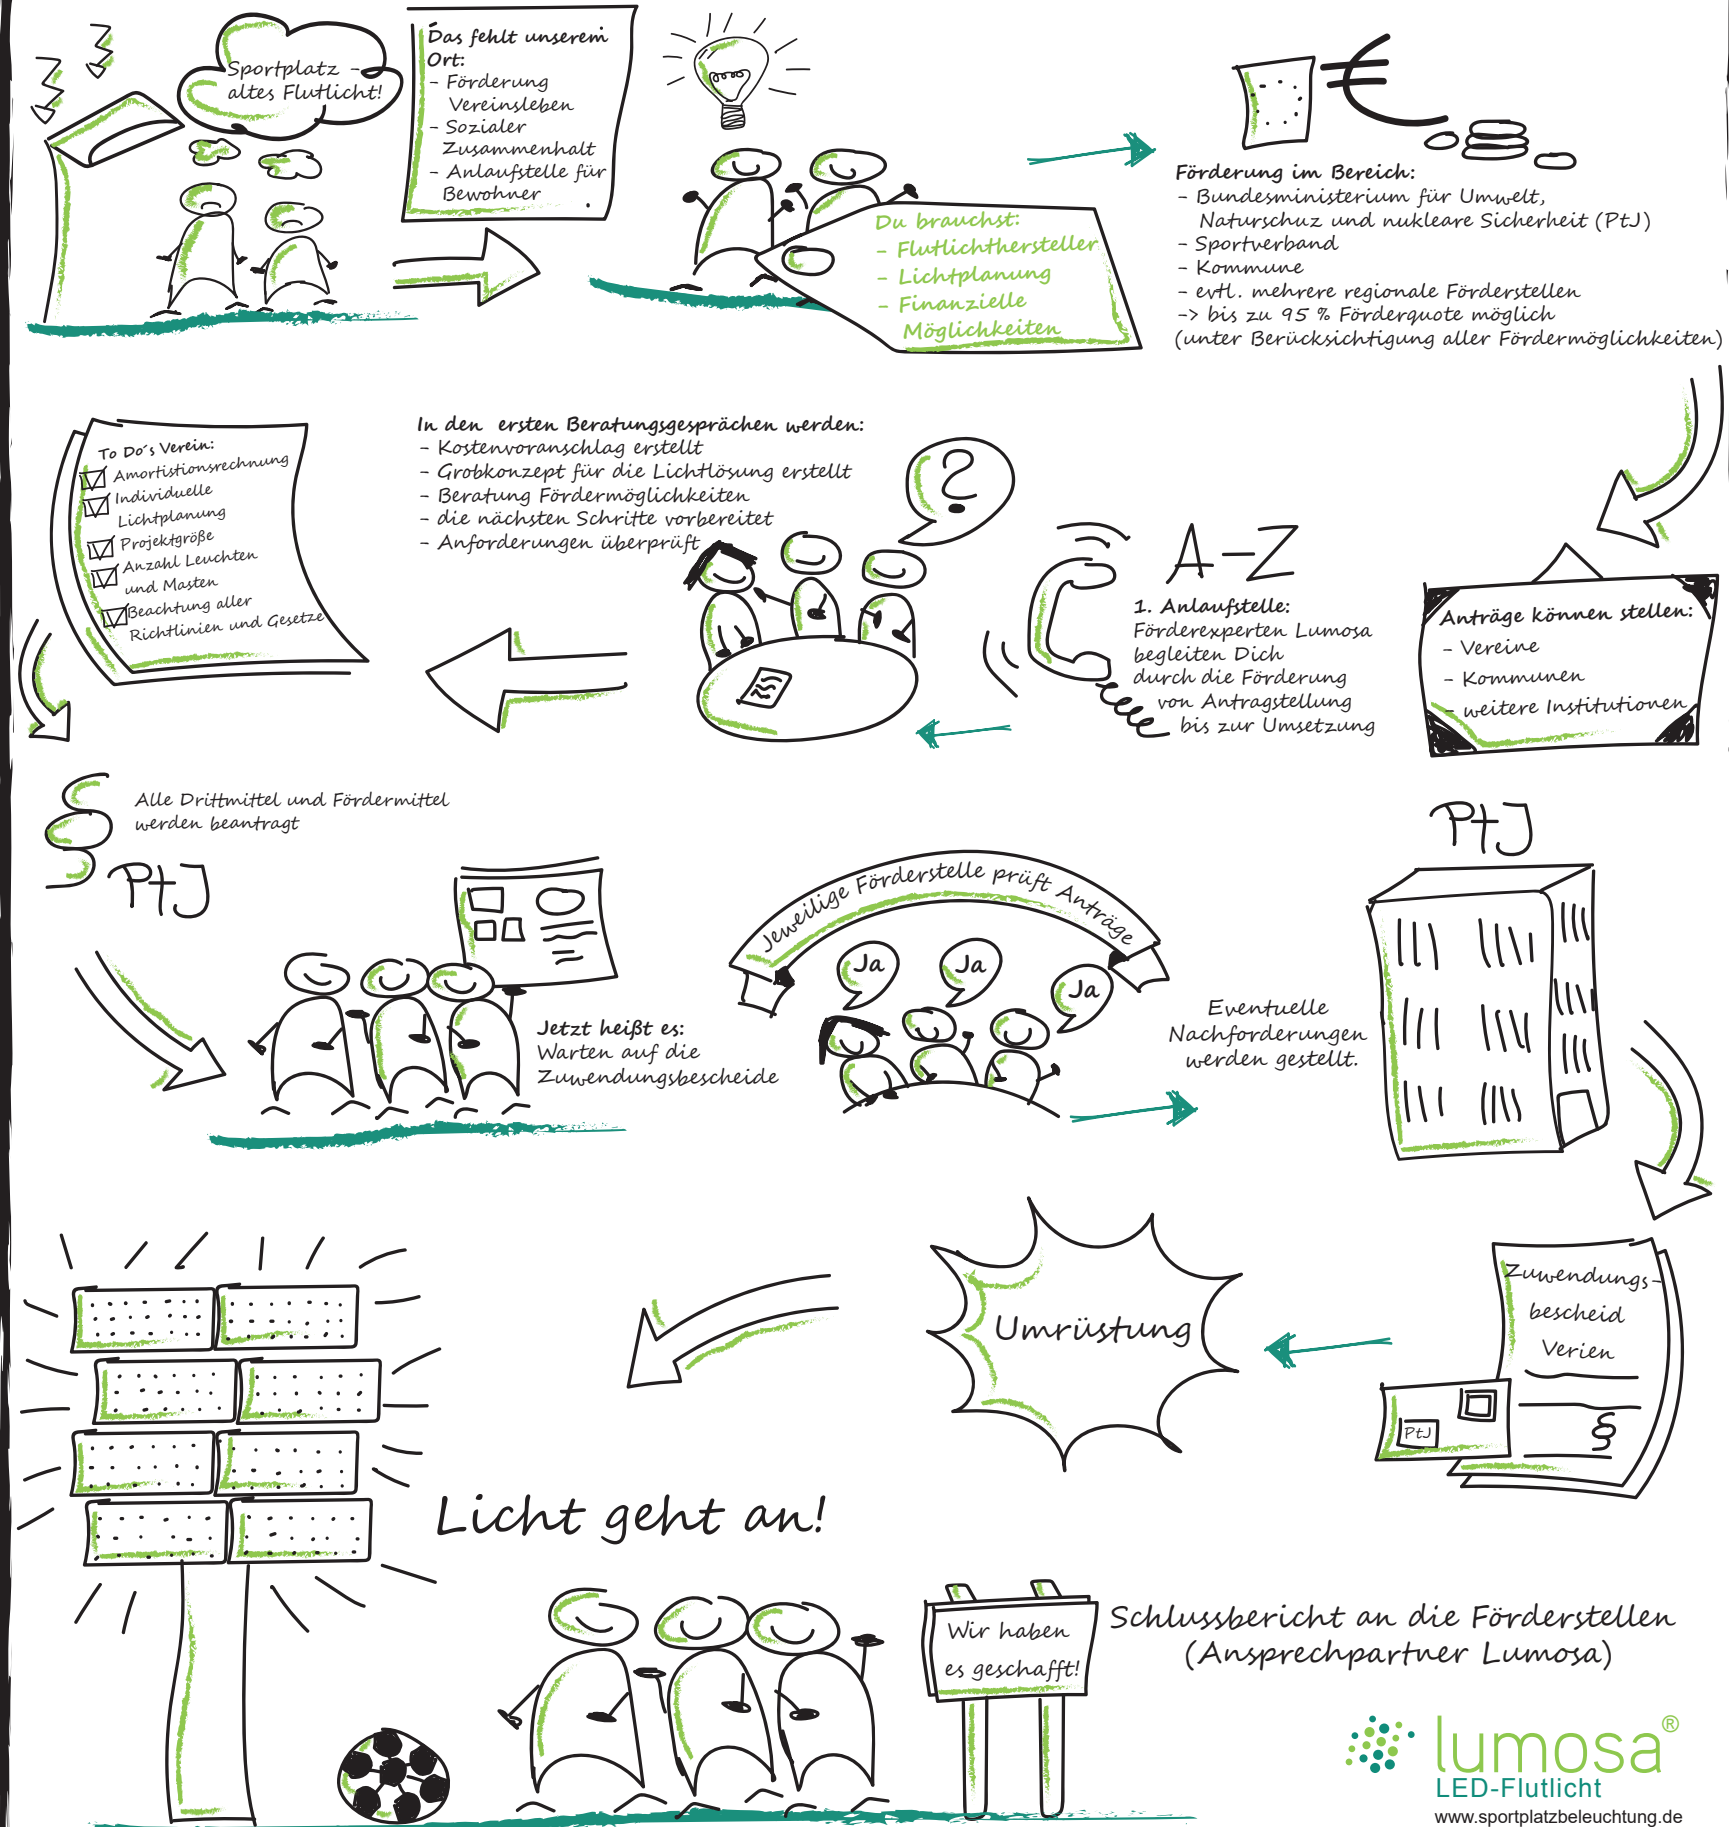 Sportplatz -
altes Flutlicht!
Das fehlt unserem
Ort:
- Förderung
Vereinsleben
- Sozialer
Zusammenhalt
- Anlaufstelle für
Bewohner
Du brauchst:
- Flutlichthersteller
- Lichtplanung
- Finanzielle
Möglichkeiten
€
Förderung im Bereich:
- Bundesministerium für Umwelt,
Naturschuz und nukleare Sicherheit (PtJ)
- Sportverband
- Kommune
- evtl. mehrere regionale Förderstellen
-> bis zu 95 % Förderquote möglich
(unter Berücksichtigung aller Fördermöglichkeiten)
Anträge können stellen:
- Vereine
- Kommunen
- weitere Institutionen
A-Z
1. Anlaufstelle:
Förderexperten Lumosa
begleiten Dich
durch die Förderung
von Antragstellung
bis zur Umsetzung
?
In den ersten Beratungsgesprächen werden:
- Kostenvoranschlag erstellt
- Grobkonzept für die Lichtlösung erstellt
- Beratung Fördermöglichkeiten
- die nächsten Schritte vorbereitet
- Anforderungen überprüft
To Do´s Verein:
Amortistionsrechnung
Individuelle
Lichtplanung
Projektgröße
Anzahl Leuchten
und Masten
Beachtung aller
Richtlinien und Gesetze
§
Alle Drittmittel und Fördermittel
werden beantragt
PtJ
Jetzt heißt es:
Warten auf die
Zuwendungsbescheide
Jeweilige Förderstelle prüft Anträge
Ja
Ja
Ja
Eventuelle
Nachforderungen
werden gestellt.
PtJ
Zuwendungs-
bescheid
Verien
§
PtJ
Umrüstung
Licht geht an!
Wir haben
es geschafft!
Schlussbericht an die Förderstellen
(Ansprechpartner Lumosa)
lumosa®
LED-Flutlicht
www.sportplatzbeleuchtung.de